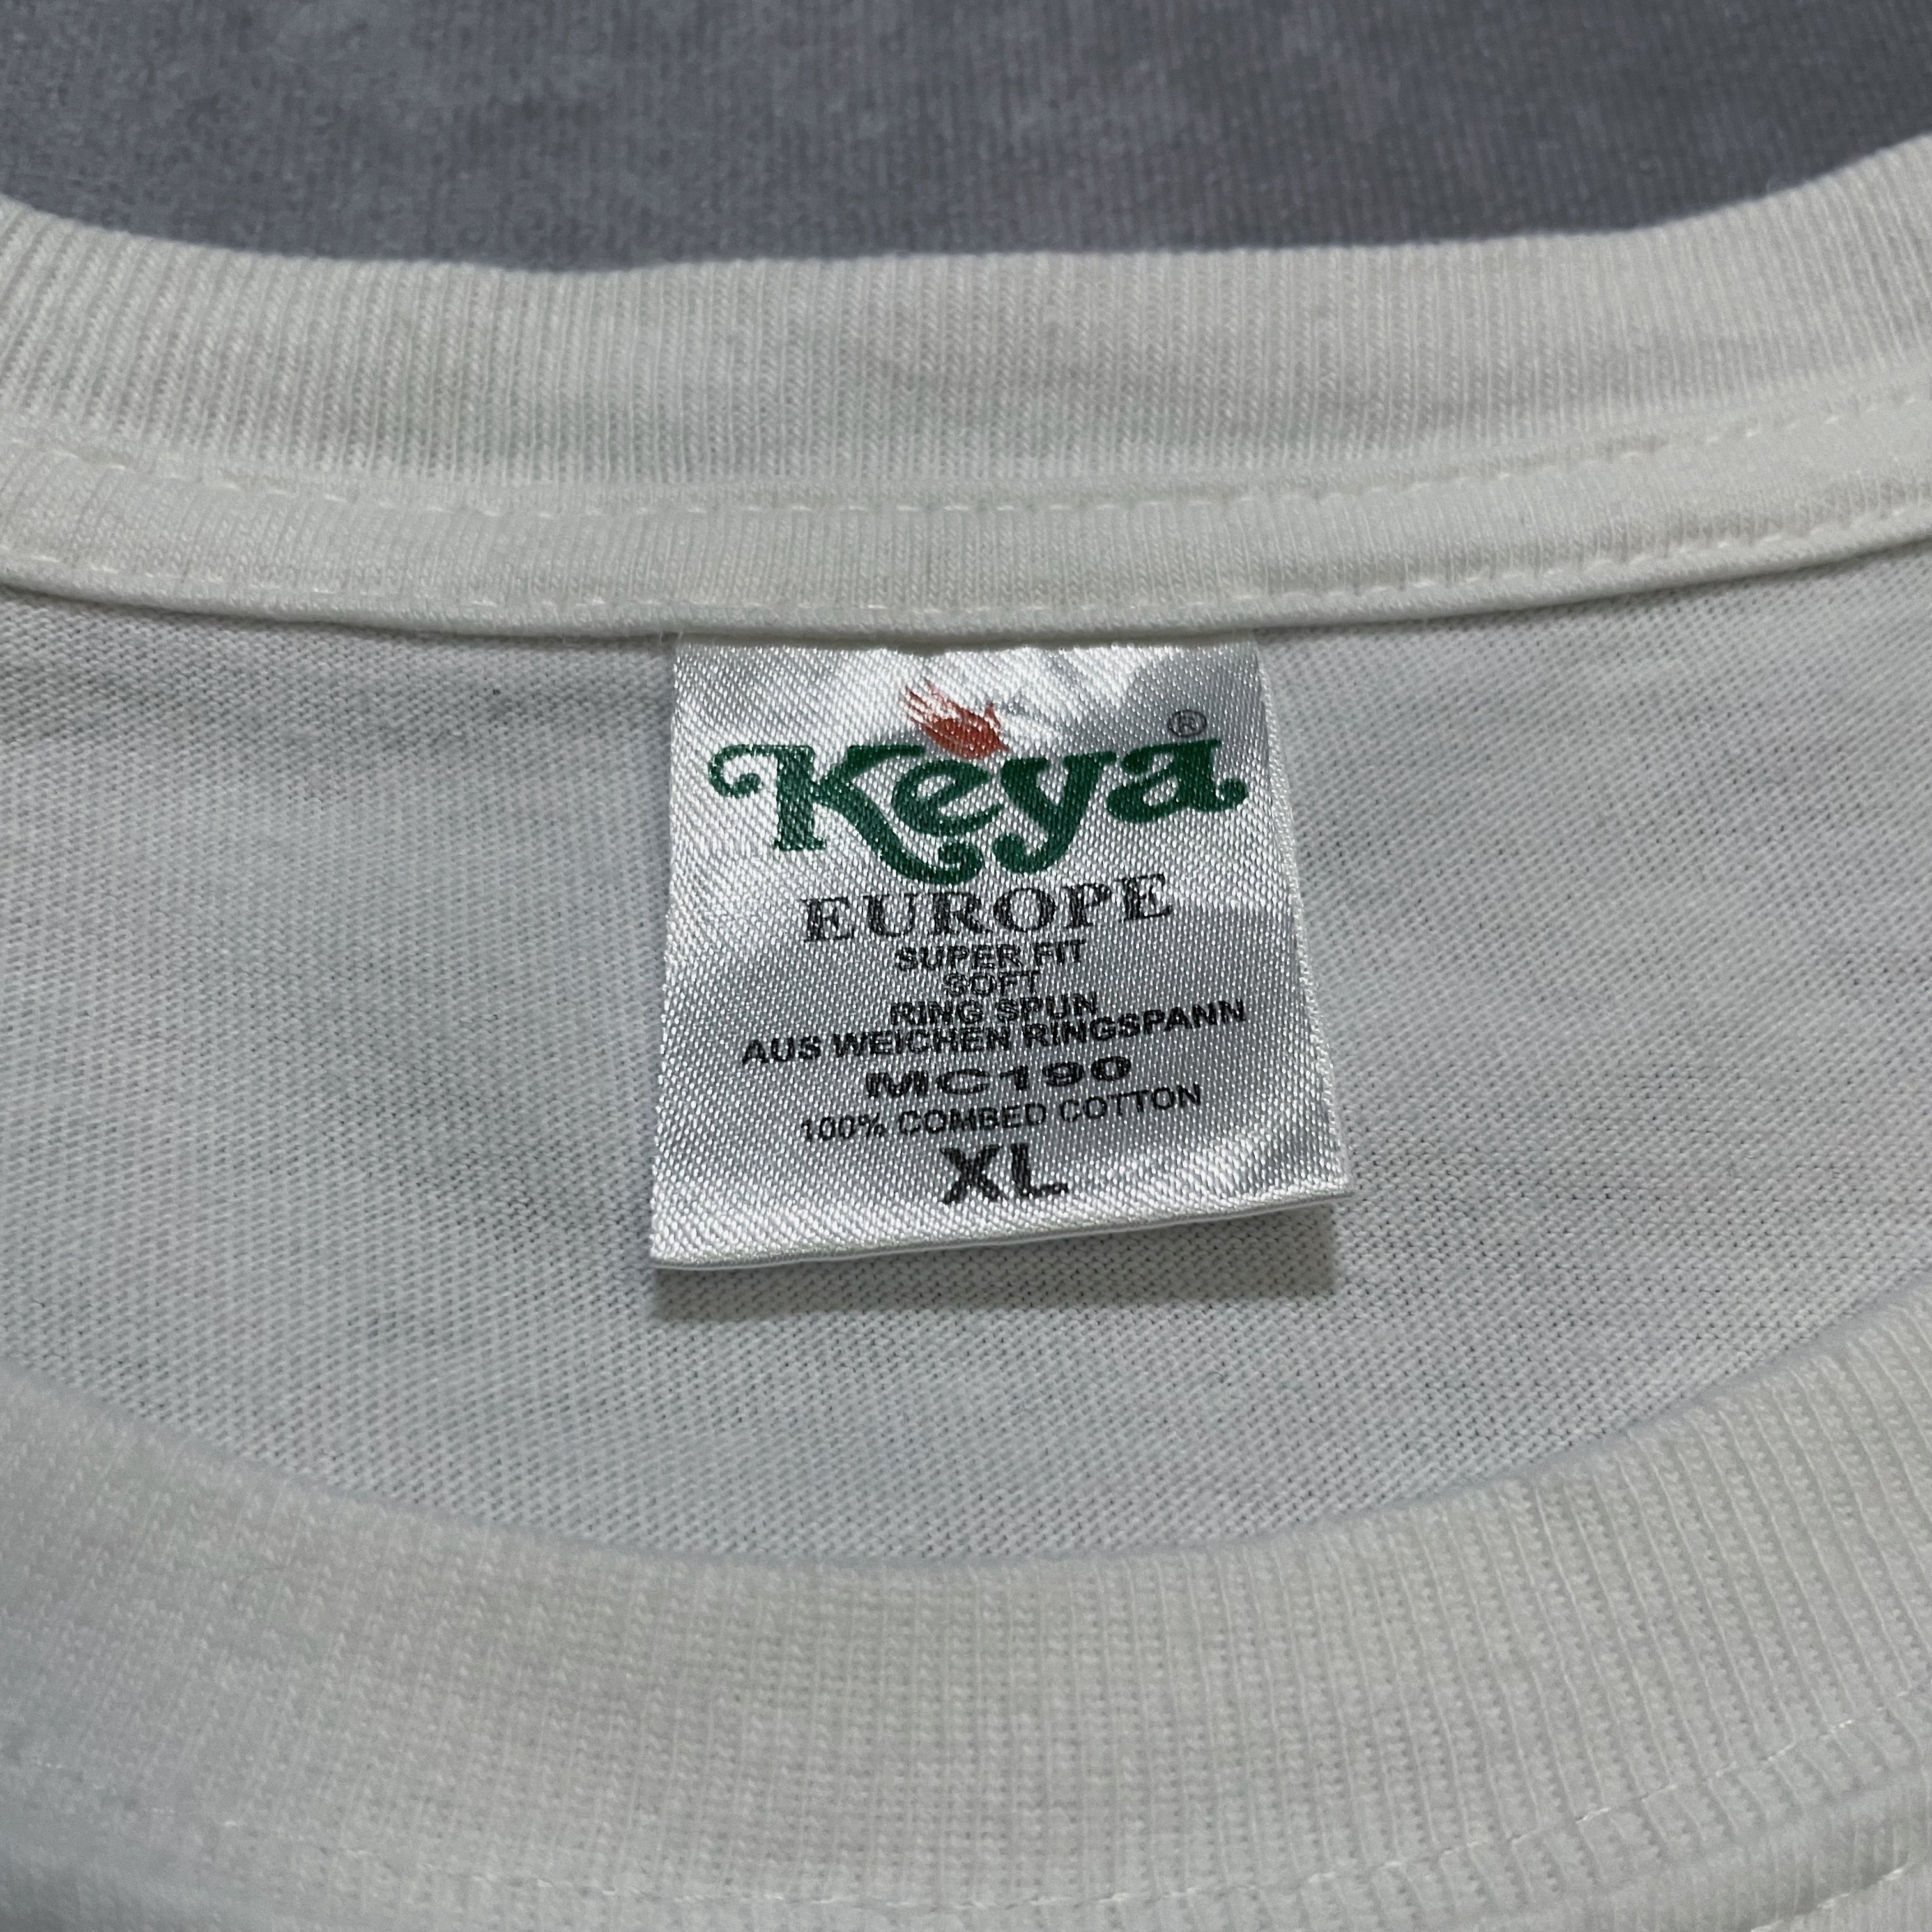 Keya ®
EUROPE
SUPER FIT
SOFT
RING SPUN
AUS WEICHEN RINGSPANN
MC190
100% COMBED COTTON
XL